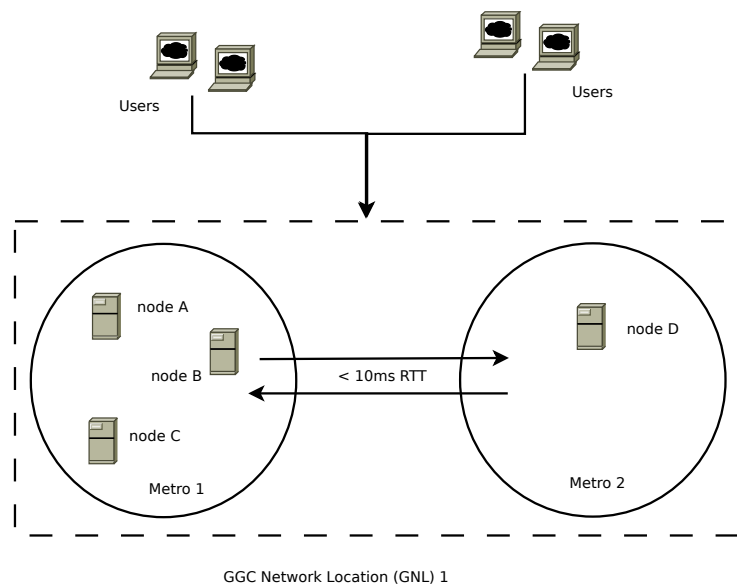 Users
Users
node A
node B
node C
Metro 1
< 10ms RTT
node D
Metro 2
GGC Network Location (GNL) 1